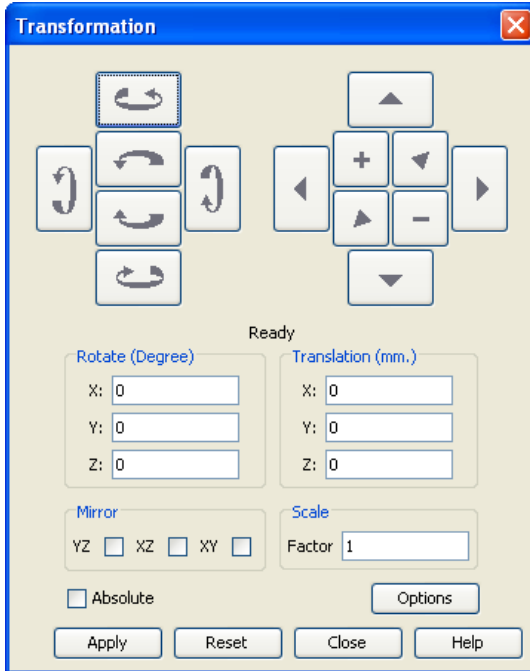 Transformation
Ready
Rotate (Degree)
Translation (mm.)
X: 0
X: 0
Y: 0
Y: 0
Z: 0
Z: 0
Mirror
Scale
YZ XZ XY
Factor 1
Absolute
Options
Apply Reset Close Help